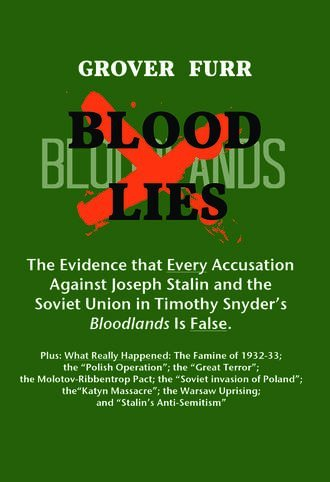 GROVER FURR
BLOOD
BLOODLANDS
LIES
The Evidence that Every Accusation
Against Joseph Stalin and the
Soviet Union in Timothy Snyder's
Bloodlands Is False.
Plus: What Really Happened: The Famine of 1932-33;
the "Polish Operation"; the "Great Terror";
the Molotov-Ribbentrop Pact; the "Soviet invasion of Poland";
the"Katyn Massacre"; the Warsaw Uprising;
and "Stalin's Anti-Semitism"